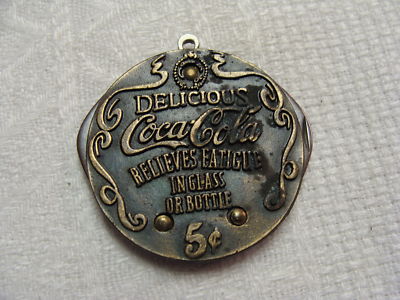 DELICIOUS
Coca-Cola
RELIEVES FATIGUE
IN GLASS
OR BOTTLE
5¢